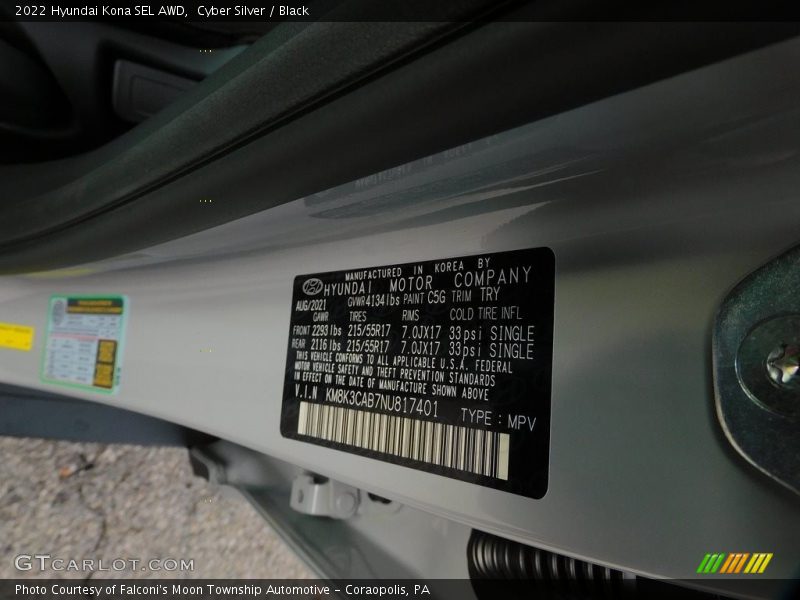 2022 Hyundai Kona SEL AWD,  Cyber Silver / Black
MANUFACTURED IN KOREA BY
HYUNDAI MOTOR COMPANY
AUG/2021 GVWR4134lbs PAINT C5G TRIM TRY
GAWR TIRES RIMS COLD TIRE INFL
FRONT 2293 lbs 215/55R17 7.0JX17 33psi SINGLE
REAR 2116 lbs 215/55R17 7.0JX17 33psi SINGLE
THIS VEHICLE CONFORMS TO ALL APPLICABLE U.S.A. FEDERAL
MOTOR VEHICLE SAFETY AND THEFT PREVENTION STANDARDS
IN EFFECT ON THE DATE OF MANUFACTURE SHOWN ABOVE
V.I.N KM8K3CAB7NU817401 TYPE : MPV
GTCARLOT.COM
Photo Courtesy of Falconi's Moon Township Automotive - Coraopolis, PA